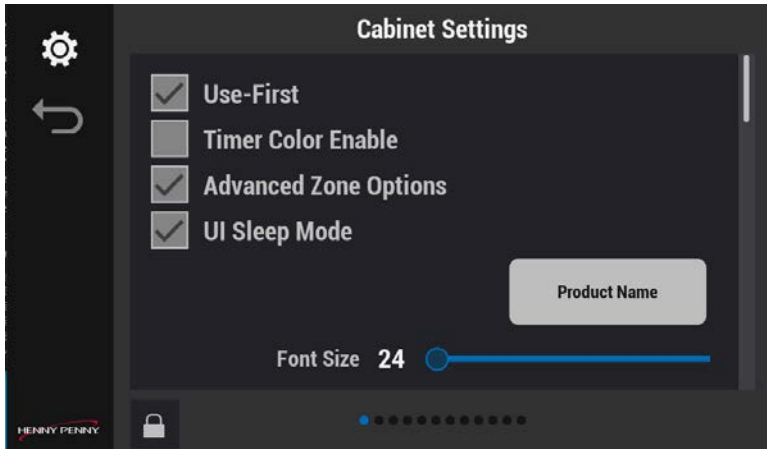 Cabinet Settings
Use-First
Timer Color Enable
Advanced Zone Options
UI Sleep Mode
Product Name
Font Size 24
HENNY PENNY